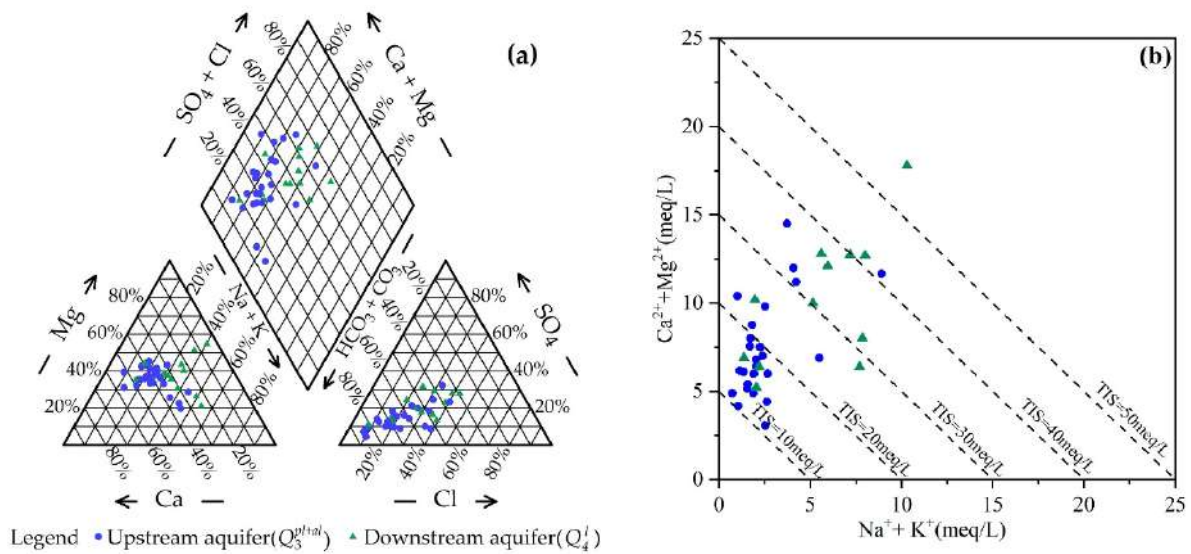 (a)
SO₄ + Cl
Ca + Mg
80%
60%
40%
20%
80%
60%
40%
20%
Mg
80%
60%
40%
20%
20%
40%
60%
80%
Na + K
80%
60%
40%
20%
Ca
HCO₃ + CO₃
20%
40%
60%
80%
SO₄
80%
60%
40%
20%
20%
40%
60%
80%
Cl
Legend
Upstream aquifer(Q₃ᵖˡ⁺ᵃˡ)
Downstream aquifer(Q₄ˡ)
(b)
Ca²⁺+Mg²⁺(meq/L)
25
20
15
10
5
0
TIS=10meq/L
TIS=20meq/L
TIS=30meq/L
TIS=40meq/L
TIS=50meq/L
0
5
10
15
20
25
Na⁺+ K⁺(meq/L)